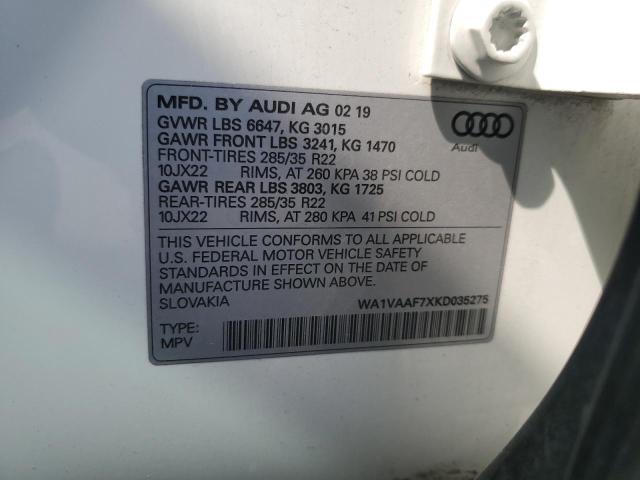 MFD. BY AUDI AG 02 19
GVWR LBS 6647, KG 3015
GAWR FRONT LBS 3241, KG 1470
FRONT-TIRES 285/35 R22
10JX22 RIMS, AT 260 KPA 38 PSI COLD
GAWR REAR LBS 3803, KG 1725
REAR-TIRES 285/35 R22
10JX22 RIMS, AT 280 KPA 41 PSI COLD
Audi
THIS VEHICLE CONFORMS TO ALL APPLICABLE
U.S. FEDERAL MOTOR VEHICLE SAFETY
STANDARDS IN EFFECT ON THE DATE OF
MANUFACTURE SHOWN ABOVE.
SLOVAKIA WA1VAAF7XKD035275
TYPE:
MPV